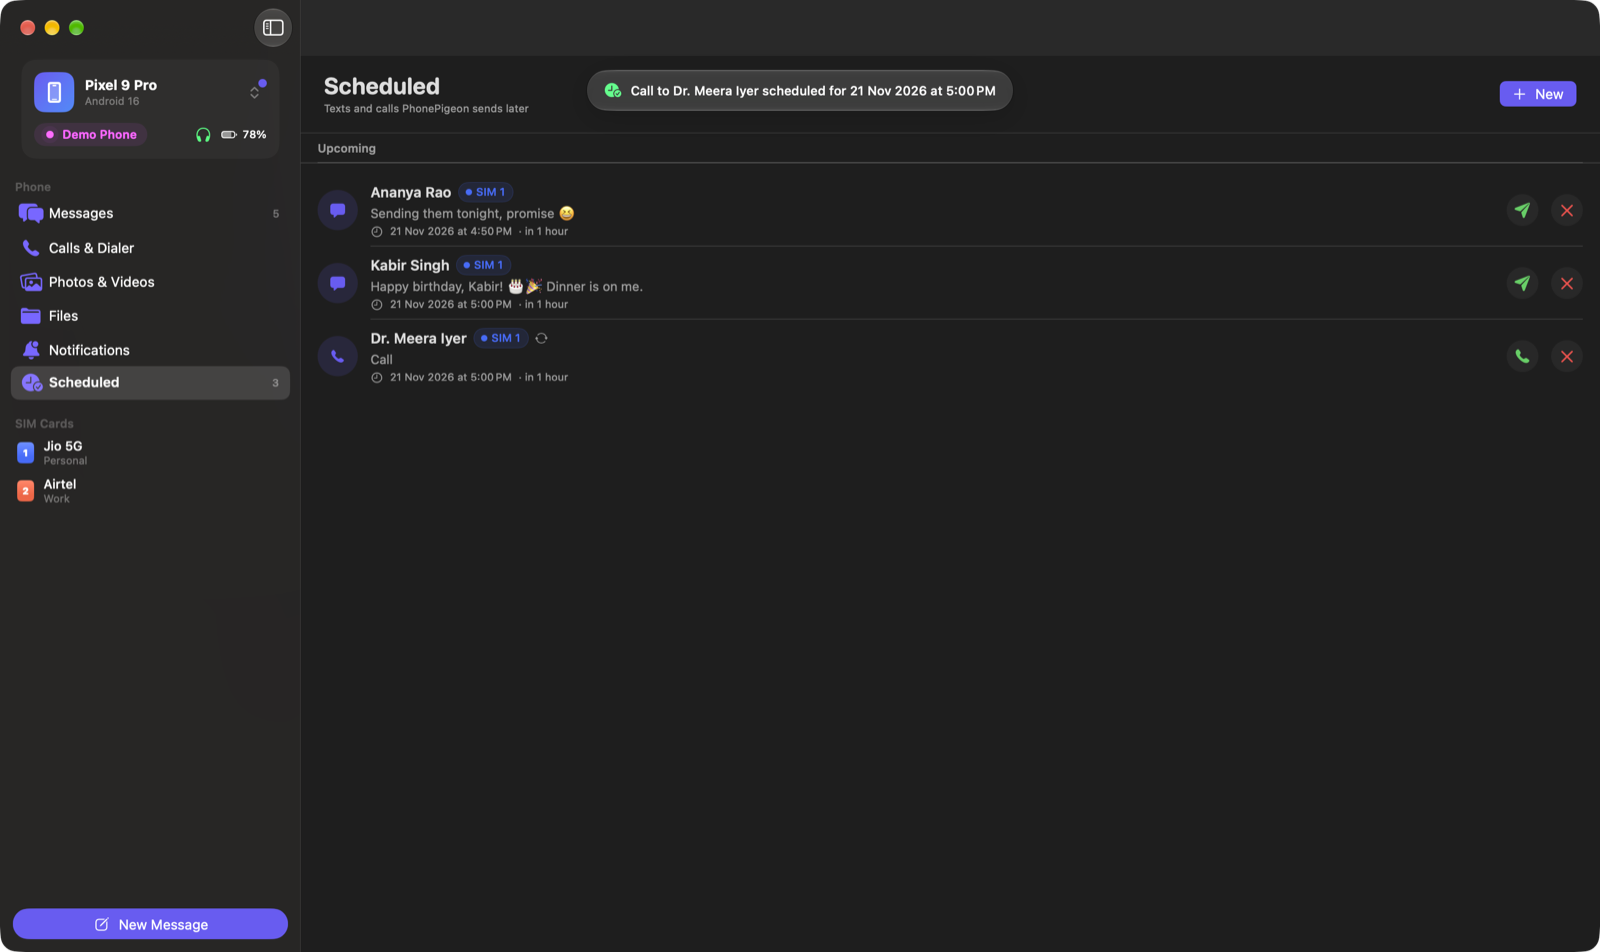 Pixel 9 Pro
Android 16
Demo Phone
78%
Phone
Messages 5
Calls & Dialer
Photos & Videos
Files
Notifications
Scheduled 3
SIM Cards
1 Jio 5G
Personal
2 Airtel
Work
New Message
Scheduled
Texts and calls PhonePigeon sends later
Call to Dr. Meera Iyer scheduled for 21 Nov 2026 at 5:00 PM
+ New
Upcoming
Ananya Rao SIM 1
Sending them tonight, promise 😆
21 Nov 2026 at 4:50 PM · in 1 hour
Kabir Singh SIM 1
Happy birthday, Kabir! 🎂🎉 Dinner is on me.
21 Nov 2026 at 5:00 PM · in 1 hour
Dr. Meera Iyer SIM 1
Call
21 Nov 2026 at 5:00 PM · in 1 hour